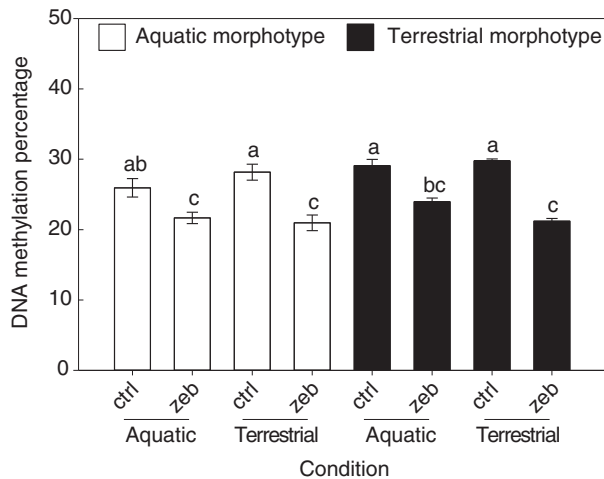 DNA methylation percentage
50
40
30
20
10
0
Aquatic morphotype
Terrestrial morphotype
ab
c
a
c
a
bc
a
c
ctrl
zeb
ctrl
zeb
ctrl
zeb
ctrl
zeb
Aquatic
Terrestrial
Aquatic
Terrestrial
Condition